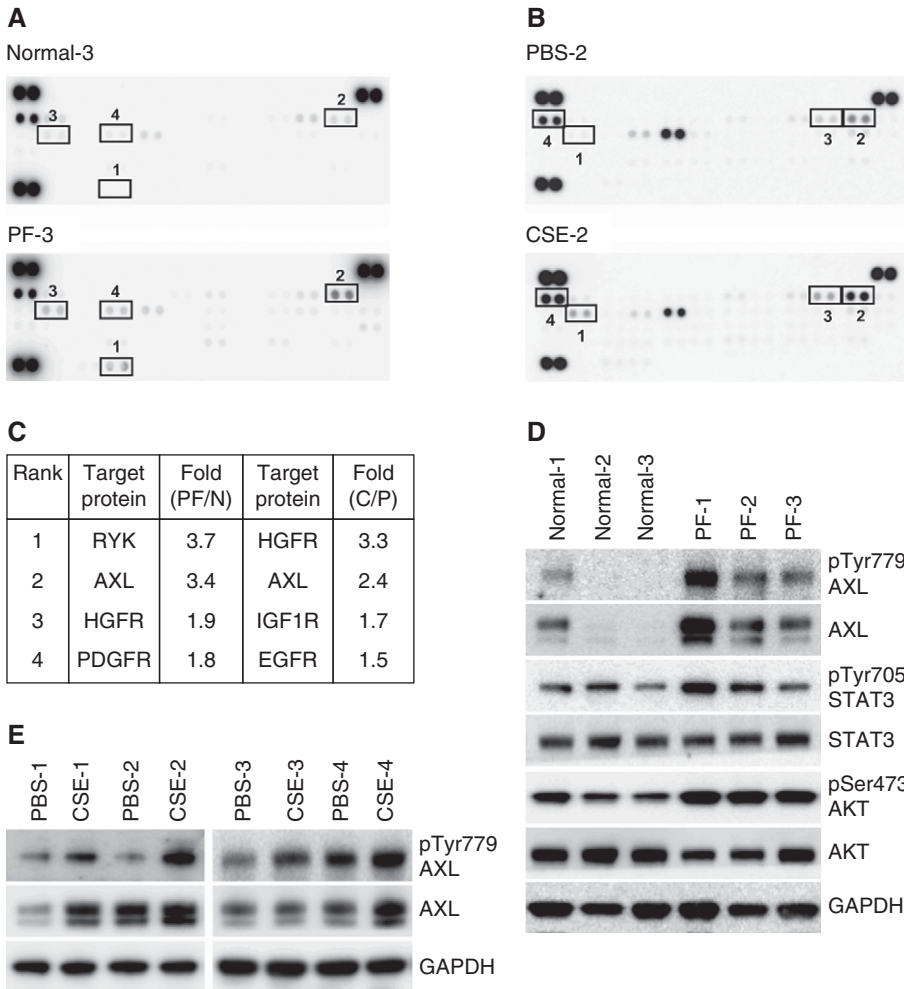 A
Normal-3
3
4
2
1
PF-3
3
4
2
1
B
PBS-2
4
1
3
2
CSE-2
4
1
3
2
C
Rank Target protein Fold (PF/N) Target protein Fold (C/P)
1 RYK 3.7 HGFR 3.3
2 AXL 3.4 AXL 2.4
3 HGFR 1.9 IGF1R 1.7
4 PDGFR 1.8 EGFR 1.5
D
Normal-1
Normal-2
Normal-3
PF-1
PF-2
PF-3
pTyr779
AXL
AXL
pTyr705
STAT3
STAT3
pSer473
AKT
AKT
GAPDH
E
PBS-1
CSE-1
PBS-2
CSE-2
PBS-3
CSE-3
PBS-4
CSE-4
pTyr779
AXL
AXL
GAPDH